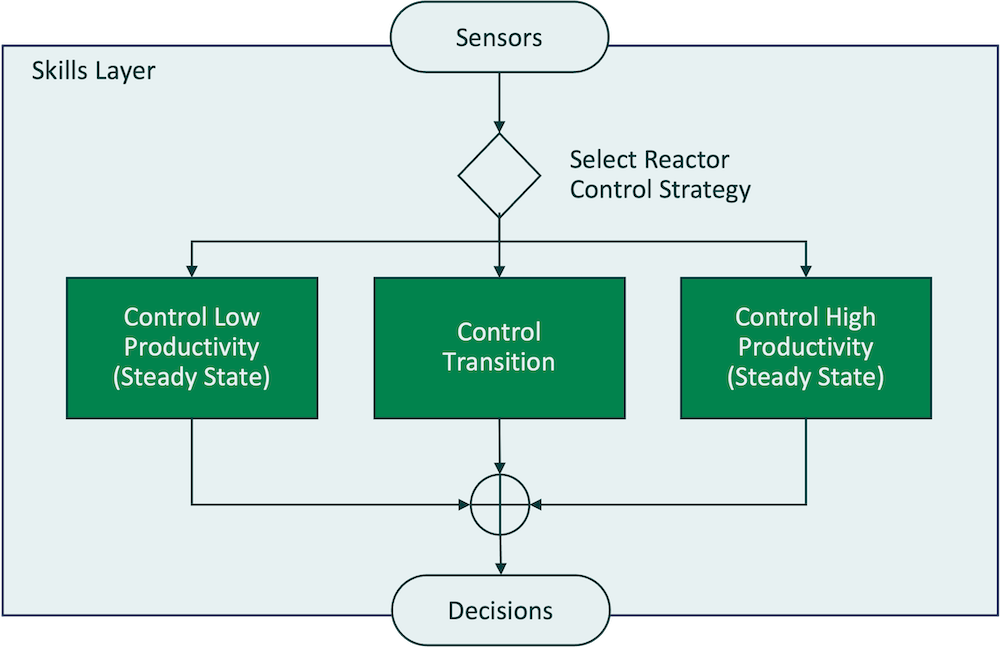 Sensors
Skills Layer
Select Reactor
Control Strategy
Control Low
Productivity
(Steady State)
Control
Transition
Control High
Productivity
(Steady State)
Decisions